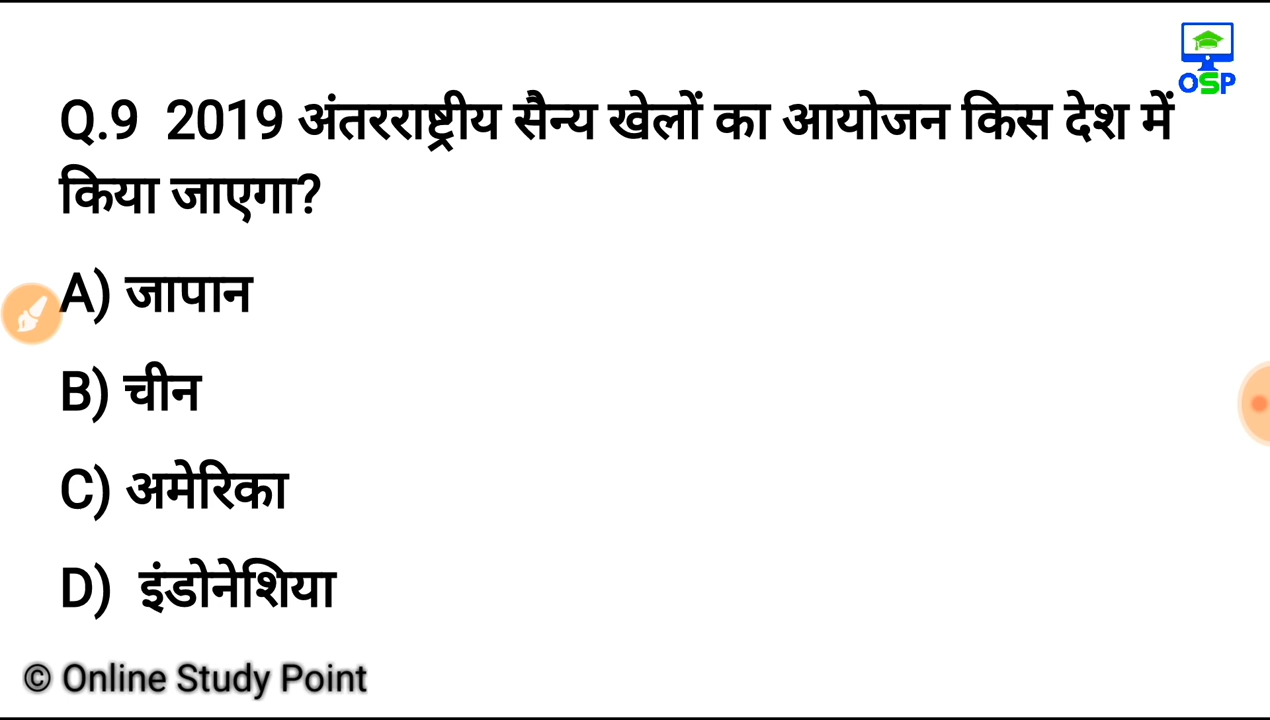 OSP
Q.9 2019 अंतरराष्ट्रीय सैन्य खेलों का आयोजन किस देश में
किया जाएगा?
A) जापान
B) चीन
C) अमेरिका
D) इंडोनेशिया
© Online Study Point